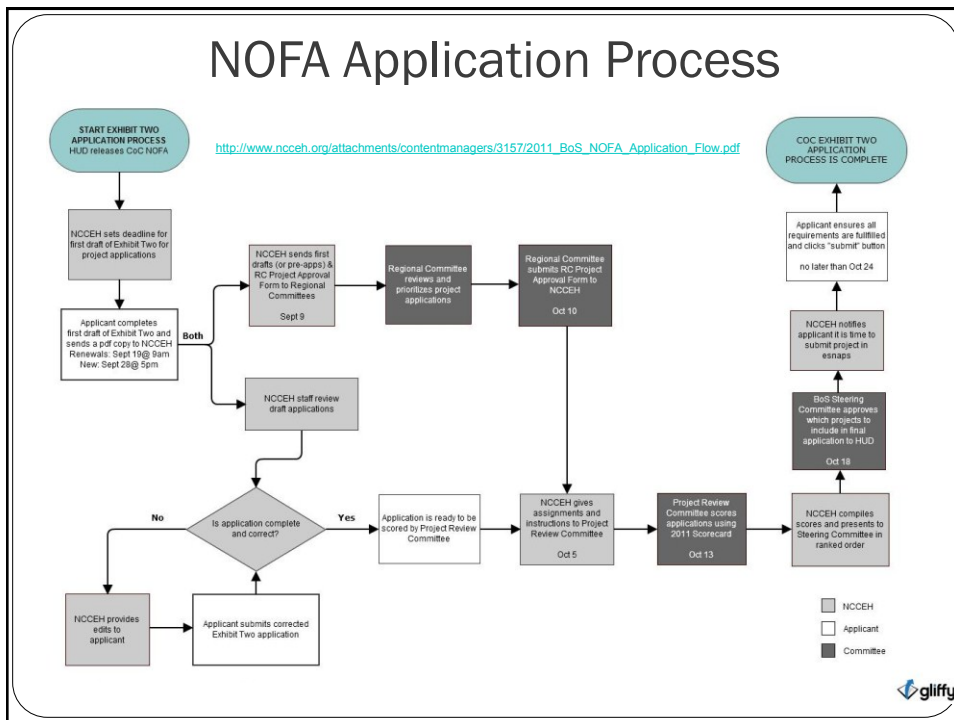 NOFA Application Process
START EXHIBIT TWO
APPLICATION PROCESS
HUD releases CoC NOFA
http://www.ncceh.org/attachments/contentmanagers/3157/2011_BoS_NOFA_Application_Flow.pdf
COC EXHIBIT TWO
APPLICATION
PROCESS IS COMPLETE
NCCEH sets deadline for
first draft of Exhibit Two for
project applications
Applicant completes
first draft of Exhibit Two and
sends a pdf copy to NCCEH
Renewals: Sept 19@ 9am
New: Sept 28@ 5pm
Both
NCCEH sends first
drafts (or pre-apps) &
RC Project Approval
Form to Regional
Committees
Sept 9
Regional Committee
reviews and
prioritizes project
applications
Regional Committee
submits RC Project
Approval Form to
NCCEH
Oct 10
NCCEH staff review
draft applications
Is application complete
and correct?
No
Yes
NCCEH provides
edits to
applicant
Applicant submits corrected
Exhibit Two application
Application is ready to be
scored by Project Review
Committee
NCCEH gives
assignments and
instructions to Project
Review Committee
Oct 5
Project Review
Committee scores
applications using
2011 Scorecard
Oct 13
NCCEH compiles
scores and presents to
Steering Committee in
ranked order
BoS Steering
Committee approves
which projects to
include in final
application to HUD
Oct 18
NCCEH notifies
applicant it is time to
submit project in
esnaps
Applicant ensures all
requirements are fullfilled
and clicks "submit" button
no later than Oct 24
NCCEH
Applicant
Committee
gliffy